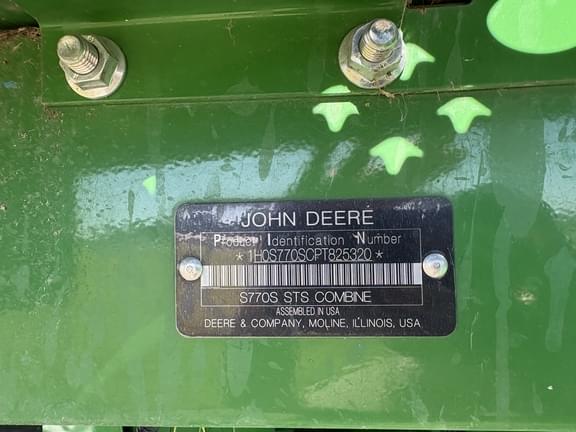 JOHN DEERE
Product Identification Number
*1H0S770SCPT825320*
S770S STS COMBINE
ASSEMBLED IN USA
DEERE & COMPANY, MOLINE, ILLINOIS, USA